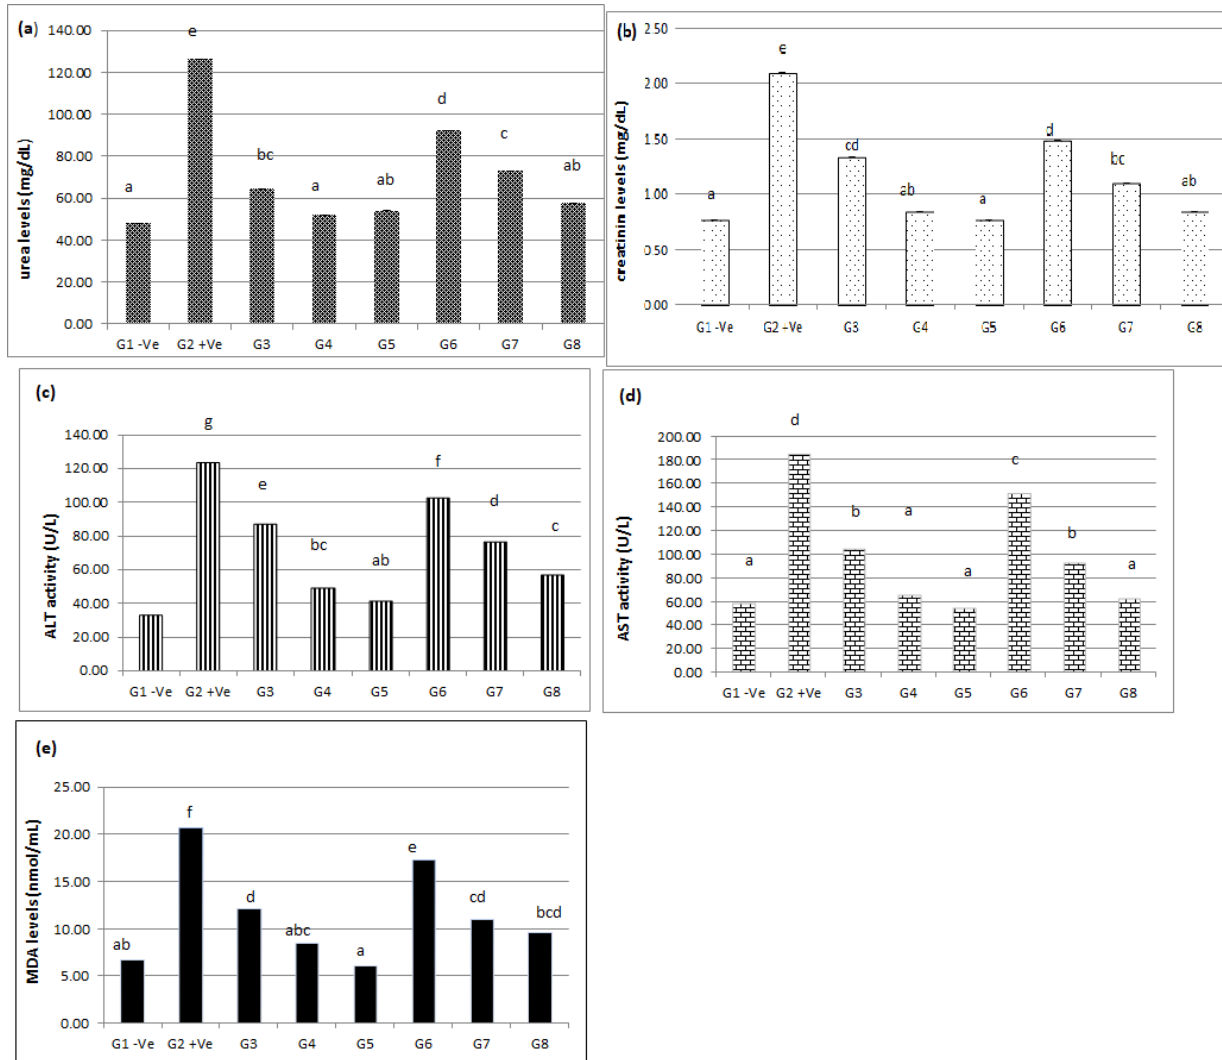 (a)
urea levels (mg/dL)
140.00
120.00
100.00
80.00
60.00
40.00
20.00
0.00
a
e
bc
a
ab
d
c
ab
G1 -Ve G2 +Ve G3 G4 G5 G6 G7 G8
(b)
creatinin levels (mg/dL)
2.50
2.00
1.50
1.00
0.50
0.00
a
e
cd
ab
a
d
bc
ab
G1 -Ve G2 +Ve G3 G4 G5 G6 G7 G8
(c)
ALT activity (U/L)
140.00
120.00
100.00
80.00
60.00
40.00
20.00
0.00
g
e
bc
ab
f
d
c
G1 -Ve G2 +Ve G3 G4 G5 G6 G7 G8
(d)
AST activity (U/L)
200.00
180.00
160.00
140.00
120.00
100.00
80.00
60.00
40.00
20.00
0.00
a
d
b
a
a
c
b
a
G1 -Ve G2 +Ve G3 G4 G5 G6 G7 G8
(e)
MDA levels (nmol/mL)
25.00
20.00
15.00
10.00
5.00
0.00
ab
f
d
abc
a
e
cd
bcd
G1 -Ve G2 +Ve G3 G4 G5 G6 G7 G8